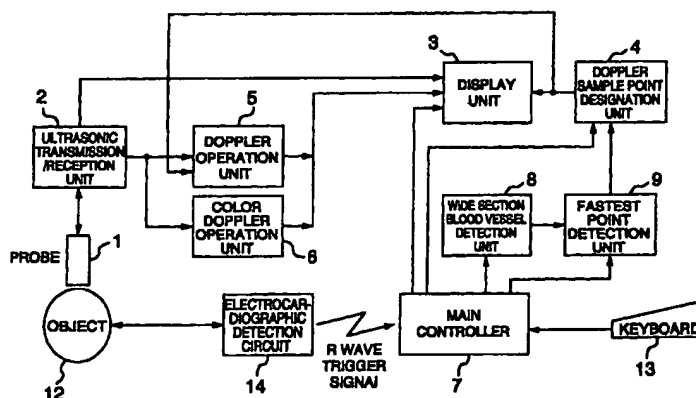 3
4
2
5
DISPLAY
UNIT
DOPPLER
SAMPLE POINT
DESIGNATION
UNIT
ULTRASONIC
TRANSMISSION
/RECEPTION
UNIT
DOPPLER
OPERATION
UNIT
8
9
COLOR
DOPPLER
OPERATION
UNIT
WIDE SECTION
BLOOD VESSEL
DETECTION
UNIT
FASTEST
POINT
DETECTION
UNIT
1
6
PROBE
OBJECT
ELECTROCAR-
DIOGRAPHIC
DETECTION
CIRCUIT
MAIN
CONTROLLER
KEYBOARD
R WAVE
TRIGGER
SIGNAL
12
14
7
13